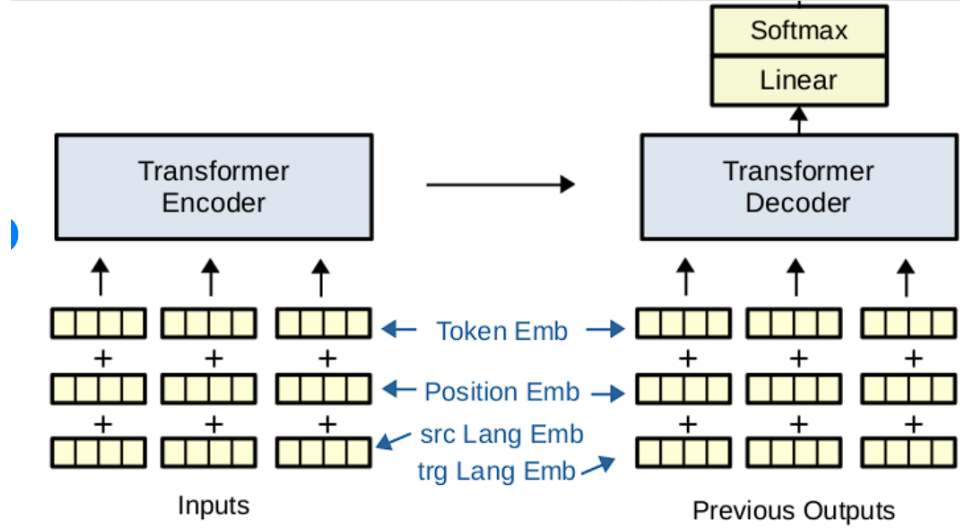 Softmax
Linear
Transformer
Encoder
Transformer
Decoder
Token Emb
+ + + + + +
Position Emb
+ + + + + +
src Lang Emb
trg Lang Emb
Inputs
Previous Outputs